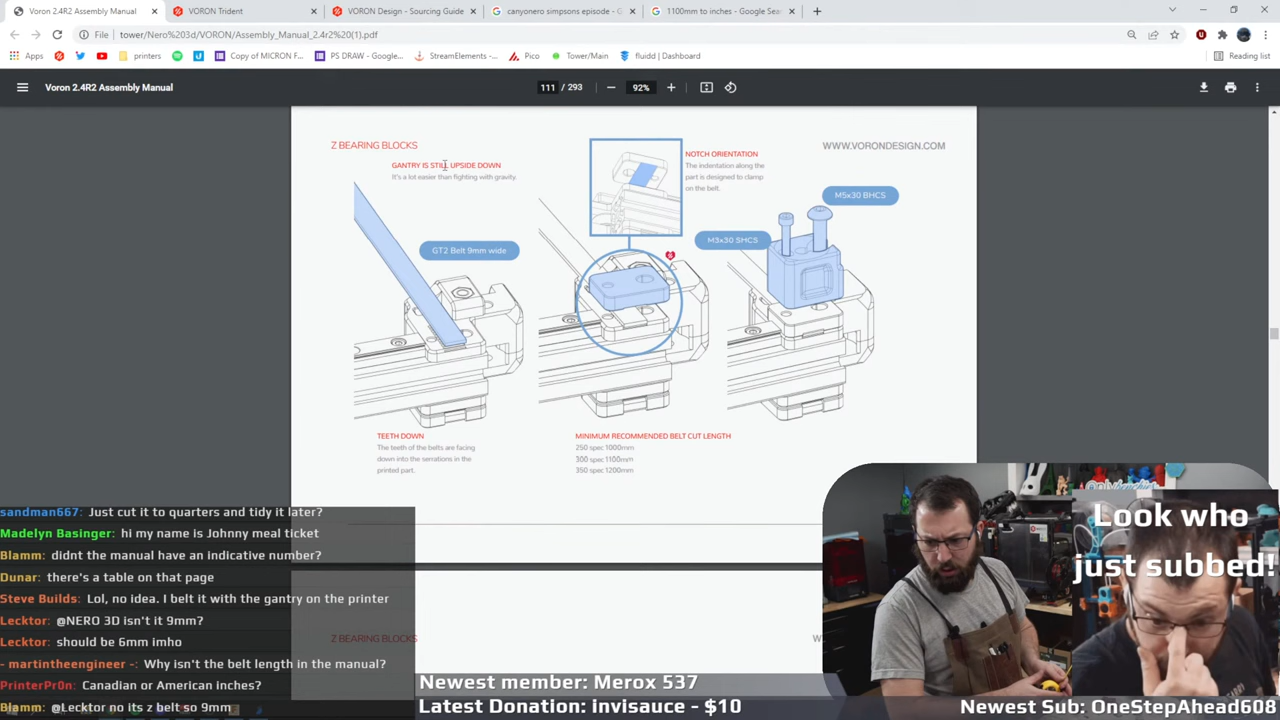 Voron 2.4R2 Assembly Manual
VORON Trident
VORON Design - Sourcing Guide
canyonero simpsons episode - G
1100mm to inches - Google Sea
File
tower/Nero%203d/VORON/Assembly_Manual_2.4r2%20(1).pdf
Apps
printers
Copy of MICRON F...
PS DRAW - Google...
StreamElements -...
Pico
Tower/Main
fluidd | Dashboard
Reading list
Voron 2.4R2 Assembly Manual
111 / 293
92%
Z BEARING BLOCKS
WWW.VORONDESIGN.COM
GANTRY IS STILL UPSIDE DOWN
It's a lot easier than fighting with gravity.
NOTCH ORIENTATION
The indentation along the
part is designed to clamp
on the belt.
M5x30 BHCS
M3x30 SHCS
GT2 Belt 9mm wide
TEETH DOWN
The teeth of the belts are facing
down into the serrations in the
printed part.
MINIMUM RECOMMENDED BELT CUT LENGTH
250 spec 1000mm
300 spec 1100mm
350 spec 1200mm
Z BEARING BLOCKS
W
sandman667: Just cut it to quarters and tidy it later?
Madelyn Basinger: hi my name is Johnny meal ticket
Blamm: didnt the manual have an indicative number?
Dunar: there's a table on that page
Steve Builds: Lol, no idea. I belt it with the gantry on the printer
Lecktor: @NERO 3D isn't it 9mm?
Lecktor: should be 6mm imho
- martintheengineer -: Why isn't the belt length in the manual?
PrinterPr0n: Canadian or American inches?
Blamm: @Lecktor no its z belt so 9mm
Look who
just subbed!
Newest member: Merox 537
Latest Donation: invisauce - $10
Newest Sub: OneStepAhead608